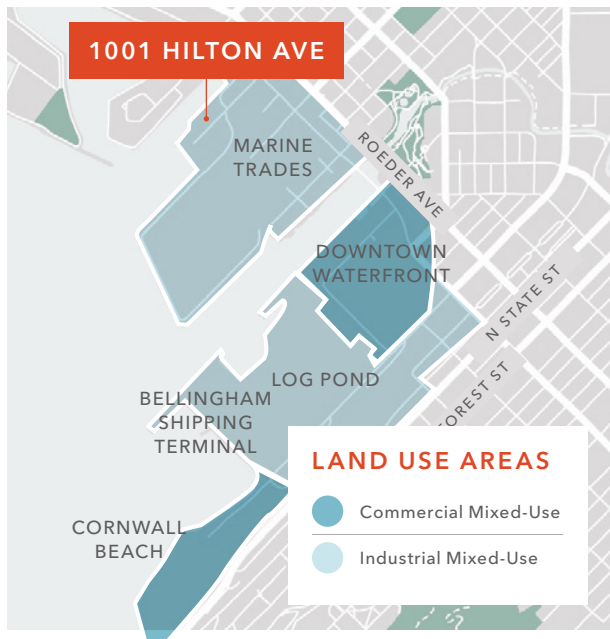 1001 HILTON AVE
MARINE
TRADES
ROEDER AVE
DOWNTOWN
WATERFRONT
N STATE ST
LOG POND
FOREST ST
BELLINGHAM
SHIPPING
TERMINAL
CORNWALL
BEACH
LAND USE AREAS
Commercial Mixed-Use
Industrial Mixed-Use